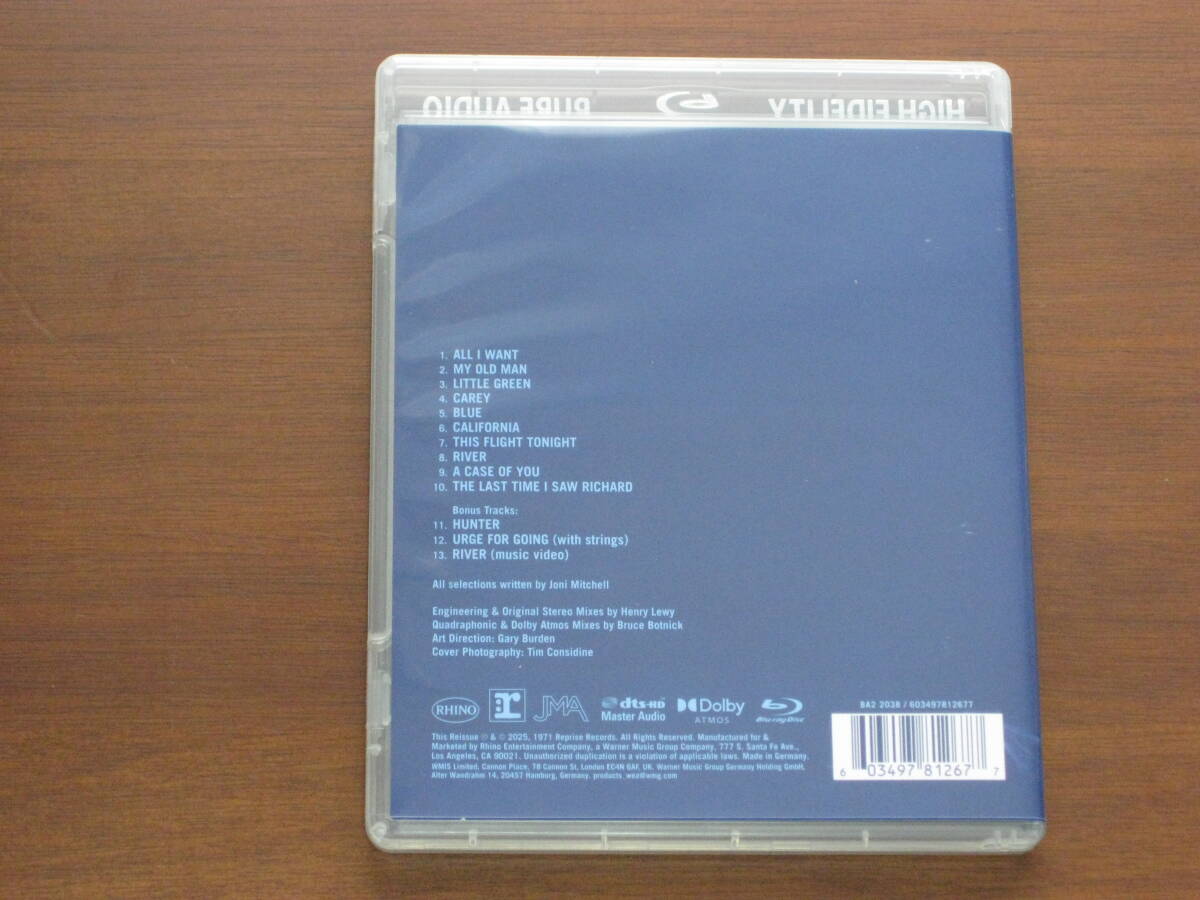 PURE AUDIO HIGH FIDELITY
1. ALL I WANT
2. MY OLD MAN
3. LITTLE GREEN
4. CAREY
5. BLUE
6. CALIFORNIA
7. THIS FLIGHT TONIGHT
8. RIVER
9. A CASE OF YOU
10. THE LAST TIME I SAW RICHARD
Bonus Tracks:
11. HUNTER
12. URGE FOR GOING (with strings)
13. RIVER (music video)
All selections written by Joni Mitchell
Engineering & Original Stereo Mixes by Henry Lewy
Quadraphonic & Dolby Atmos Mixes by Bruce Botnick
Art Direction: Gary Burden
Cover Photography: Tim Considine
RHINO r JMA dts-HD Master Audio Dolby ATMOS Blu-ray Disc
BA2 2038 / 603497812677
This Reissue ℗ & © 2025, 1971 Reprise Records. All Rights Reserved. Manufactured for &
Marketed by Rhino Entertainment Company, a Warner Music Group Company, 777 S. Santa Fe Ave.,
Los Angeles, CA 90021. Unauthorized duplication is a violation of applicable laws. Made in Germany.
WMIS Limited, Cannon Place, 78 Cannon St, London EC4N 6AF, UK. Warner Music Group Germany Holding GmbH,
Alter Wandrahm 14, 20457 Hamburg, Germany. products_wea@wmg.com
6 03497 81267 7